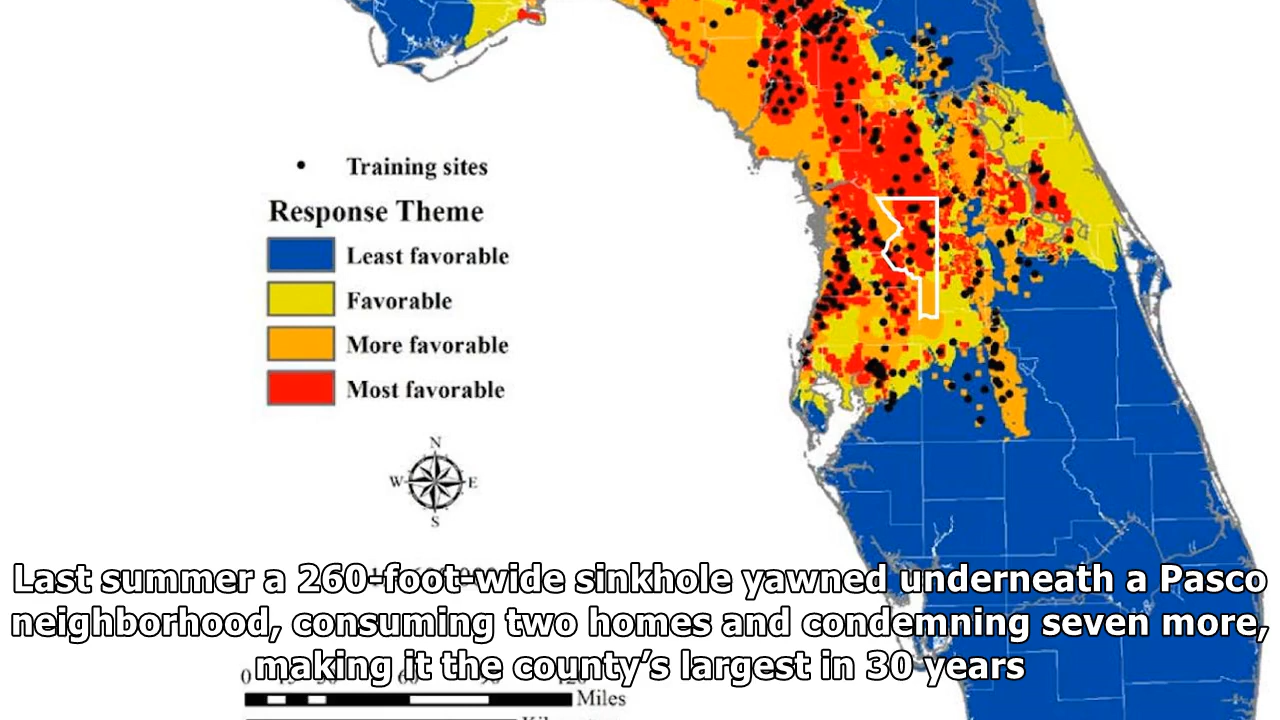 Training sites
Response Theme
Least favorable
Favorable
More favorable
Most favorable
N
W E
S
Last summer a 260-foot-wide sinkhole yawned underneath a Pasco
neighborhood, consuming two homes and condemning seven more,
making it the county’s largest in 30 years
0
Miles